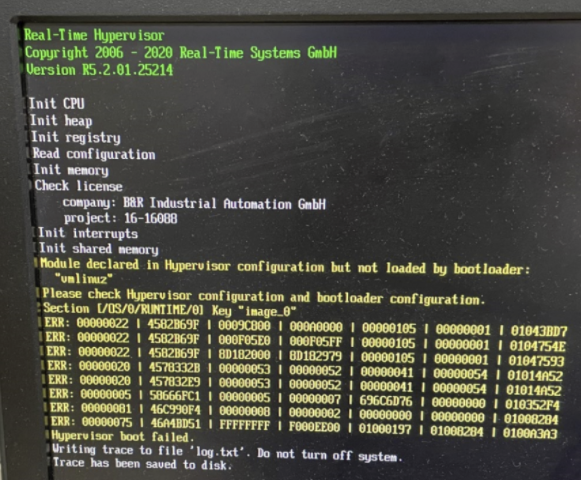 Real-Time Hypervisor
Copyright 2006 - 2020 Real-Time Systems GmbH
Version R5.2.01.25214
Init CPU
Init heap
Init registry
Read configuration
Init memory
Check license
company: B&R Industrial Automation GmbH
project: 16-16088
Init interrupts
Init shared memory
Module declared in Hypervisor configuration but not loaded by bootloader:
"vmlinuz"
Please check Hypervisor configuration and bootloader configuration.
Section [/OS/0/RUNTIME/0] Key "image_0"
ERR: 00000022 | 4582B69F | 0009C800 | 000A0000 | 00000105 | 00000001 | 01043BD7
ERR: 00000022 | 4582B69F | 000F05E0 | 000F05FF | 00000105 | 00000001 | 0104754E
ERR: 00000022 | 4582B69F | 8D182000 | 8D182979 | 00000105 | 00000001 | 01047593
ERR: 00000020 | 4578332B | 00000053 | 00000052 | 00000041 | 00000054 | 01014A52
ERR: 00000020 | 457832E9 | 00000053 | 00000052 | 00000041 | 00000054 | 01014A52
ERR: 00000005 | 58666FC1 | 00000005 | 00000007 | 696C6D76 | 00000000 | 010352F4
ERR: 00000081 | 46C990F4 | 00000008 | 00000002 | 00000000 | 00000000 | 01008284
ERR: 00000075 | 46A4BD51 | FFFFFFFF | F000EE00 | 01000197 | 01008284 | 0100A3A3
Hypervisor boot failed.
Writing trace to file 'log.txt'. Do not turn off system.
Trace has been saved to disk.